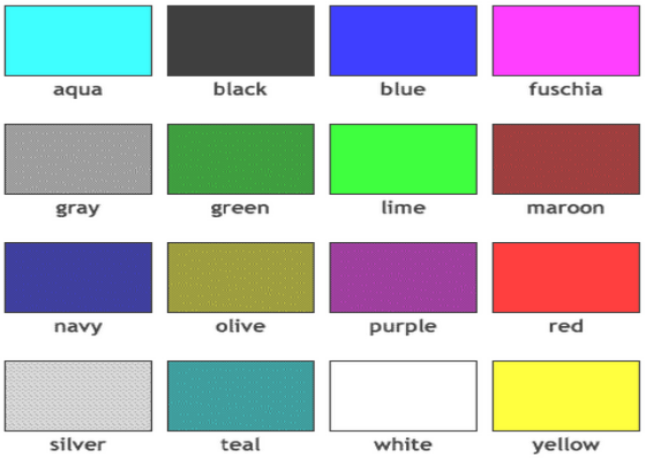 aqua black blue fuschia
gray green lime maroon
navy olive purple red
silver teal white yellow